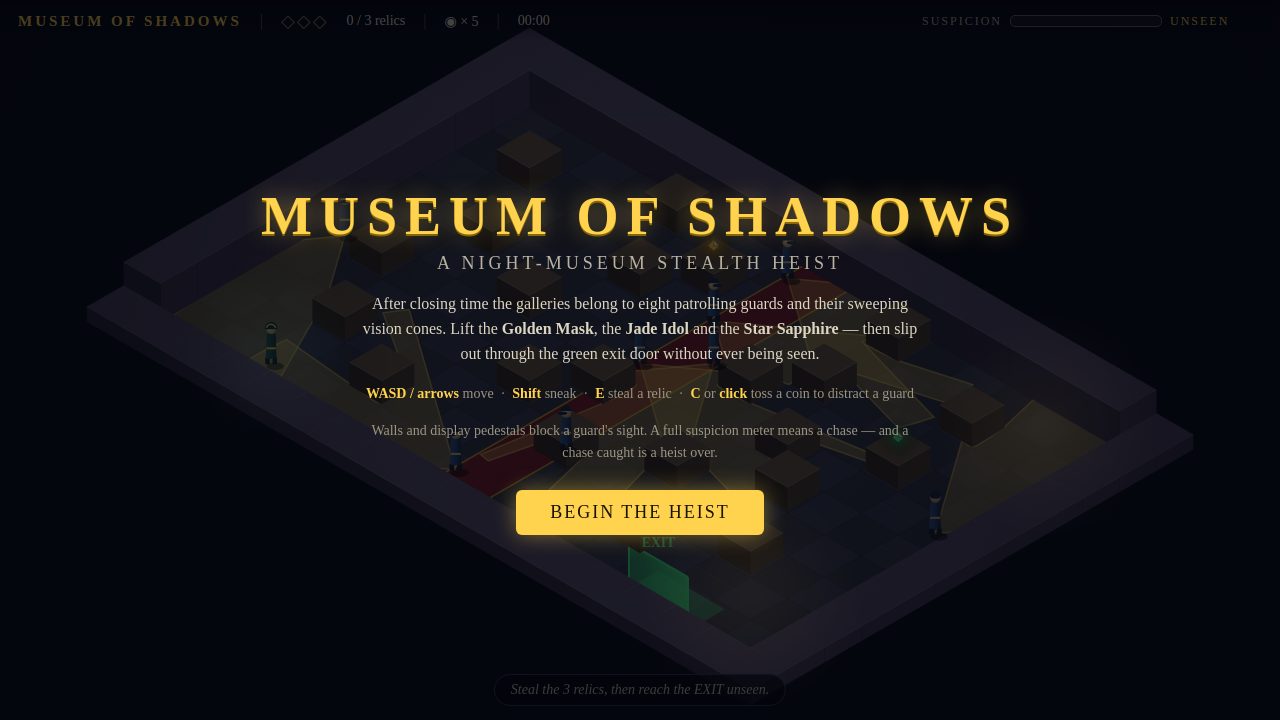 MUSEUM OF SHADOWS
0 / 3 relics
× 5
00:00
SUSPICION
UNSEEN
MUSEUM OF SHADOWS
A NIGHT-MUSEUM STEALTH HEIST
After closing time the galleries belong to eight patrolling guards and their sweeping
vision cones. Lift the Golden Mask, the Jade Idol and the Star Sapphire — then slip
out through the green exit door without ever being seen.
WASD / arrows move · Shift sneak · E steal a relic · C or click toss a coin to distract a guard
Walls and display pedestals block a guard's sight. A full suspicion meter means a chase — and a
chase caught is a heist over.
BEGIN THE HEIST
EXIT
Steal the 3 relics, then reach the EXIT unseen.